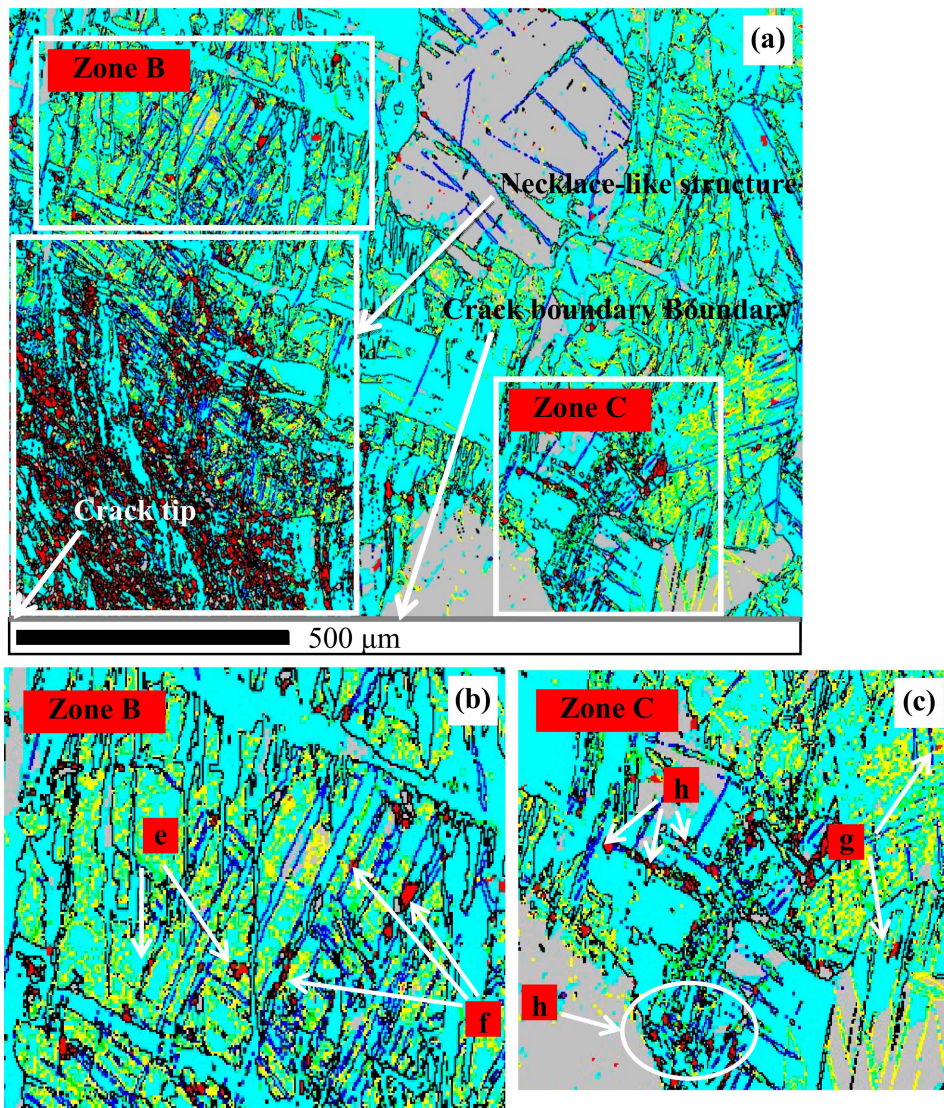 (a)
Zone B
Necklace-like structure
Crack boundary Boundary
Zone C
Crack tip
500 μm
Zone B
(b)
e
f
Zone C
(c)
h
g
h